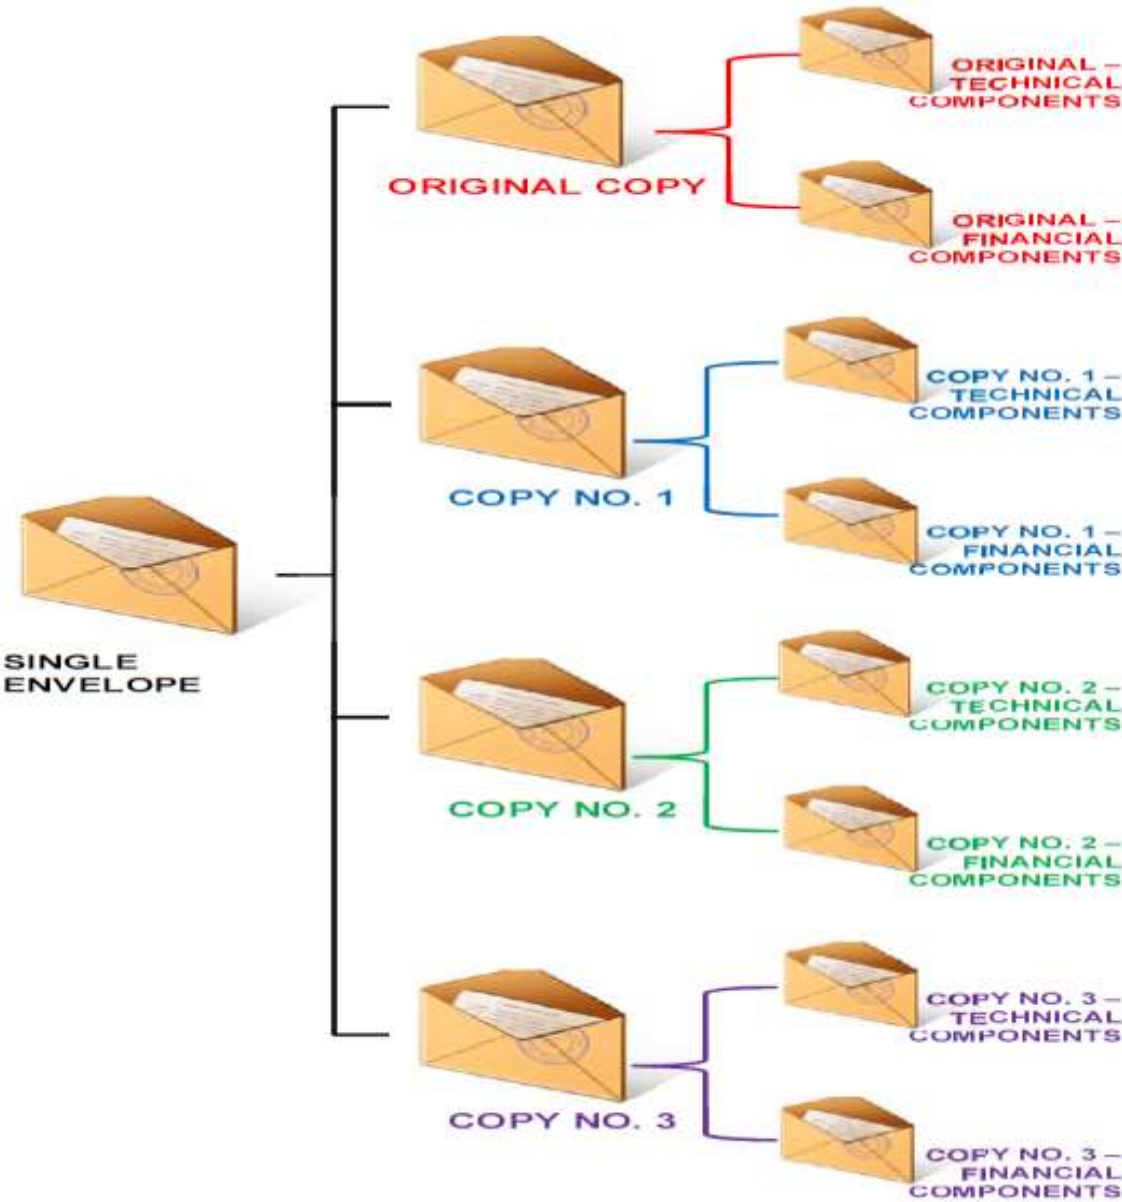 ORIGINAL –
TECHNICAL
COMPONENTS
ORIGINAL COPY
ORIGINAL –
FINANCIAL
COMPONENTS
COPY NO. 1 –
TECHNICAL
COMPONENTS
COPY NO. 1
COPY NO. 1 –
FINANCIAL
COMPONENTS
SINGLE
ENVELOPE
COPY NO. 2 –
TECHNICAL
COMPONENTS
COPY NO. 2
COPY NO. 2 –
FINANCIAL
COMPONENTS
COPY NO. 3 –
TECHNICAL
COMPONENTS
COPY NO. 3
COPY NO. 3 –
FINANCIAL
COMPONENTS